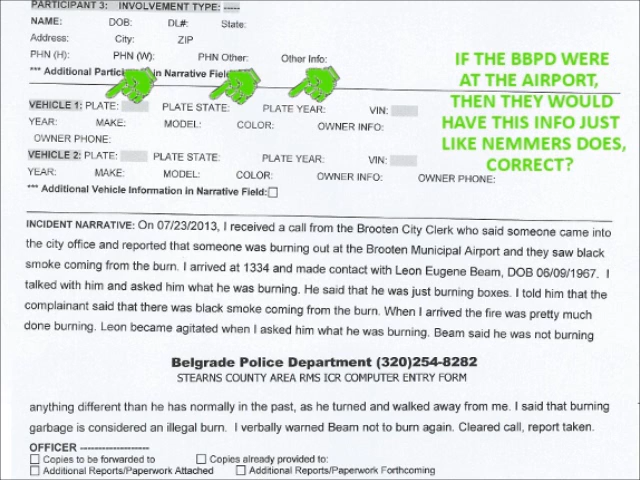 PARTICIPANT 3: INVOLVEMENT TYPE: -----
NAME: DOB: DL#: State:
Address: City: ZIP
PHN (H): PHN (W): PHN Other: Other Info:
*** Additional in Narrative Field
IF THE BBPD WERE
AT THE AIRPORT,
THEN THEY WOULD
HAVE THIS INFO JUST
LIKE NEMMERS DOES,
CORRECT?
VEHICLE 1: PLATE: PLATE STATE: PLATE YEAR: VIN:
YEAR: MAKE: MODEL: COLOR: OWNER INFO:
OWNER PHONE:
VEHICLE 2: PLATE: PLATE STATE: PLATE YEAR: VIN:
YEAR: MAKE: MODEL: COLOR: OWNER INFO: OWNER PHONE:
*** Additional Vehicle Information in Narrative Field:
INCIDENT NARRATIVE: On 07/23/2013, I received a call from the Brooten City Clerk who said someone came into
the city office and reported that someone was burning out at the Brooten Municipal Airport and they saw black
smoke coming from the burn. I arrived at 1334 and made contact with Leon Eugene Beam, DOB 06/09/1967. I
talked with him and asked him what he was burning. He said that he was just burning boxes. I told him that the
complainant said that there was black smoke coming from the burn. When I arrived the fire was pretty much
done burning. Leon became agitated when I asked him what he was burning. Beam said he was not burning
Belgrade Police Department (320)254-8282
STEARNS COUNTY AREA RMS ICR COMPUTER ENTRY FORM
anything different than he has normally in the past, as he turned and walked away from me. I said that burning
garbage is considered an illegal burn. I verbally warned Beam not to burn again. Cleared call, report taken.
OFFICER -------------------
Copies to be forwarded to Copies already provided to:
Additional Reports/Paperwork Attached Additional Reports/Paperwork Forthcoming